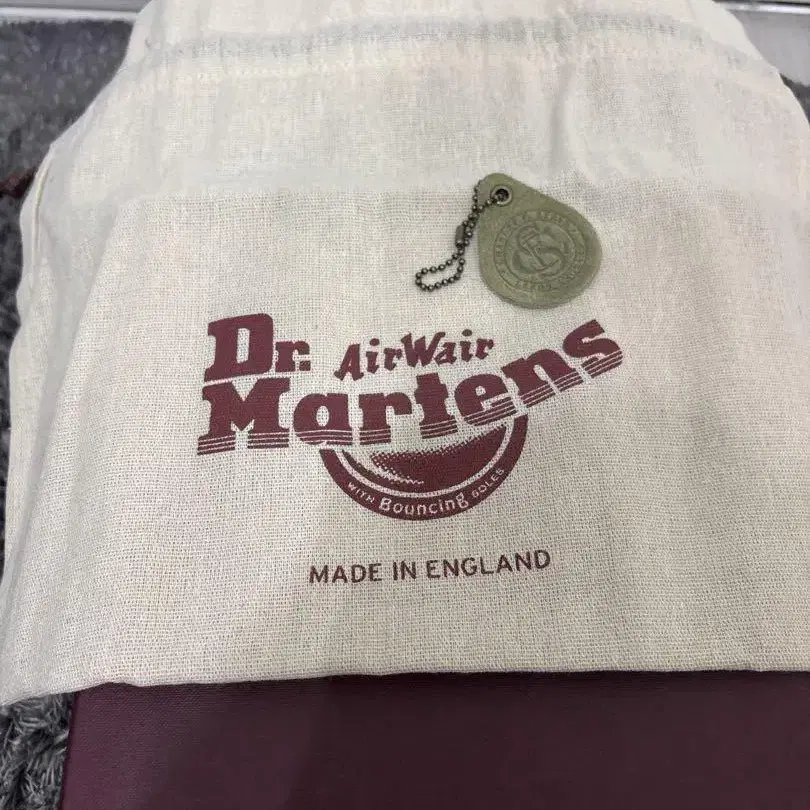 Dr. AirWair
Martens
WITH Bouncing SOLES
MADE IN ENGLAND